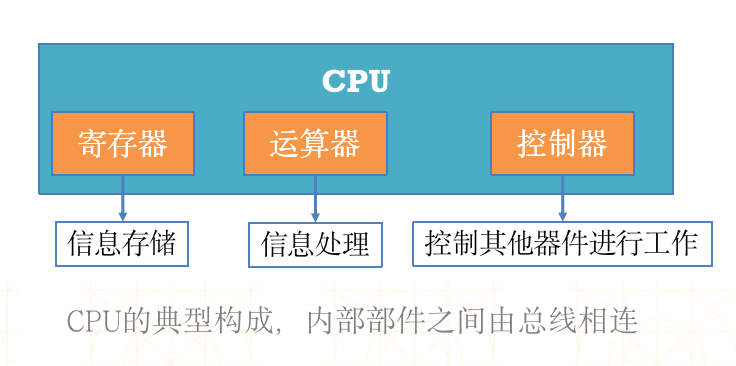 CPU
寄存器 运算器 控制器
信息存储 信息处理 控制其他器件进行工作
CPU的典型构成，内部部件之间由总线相连